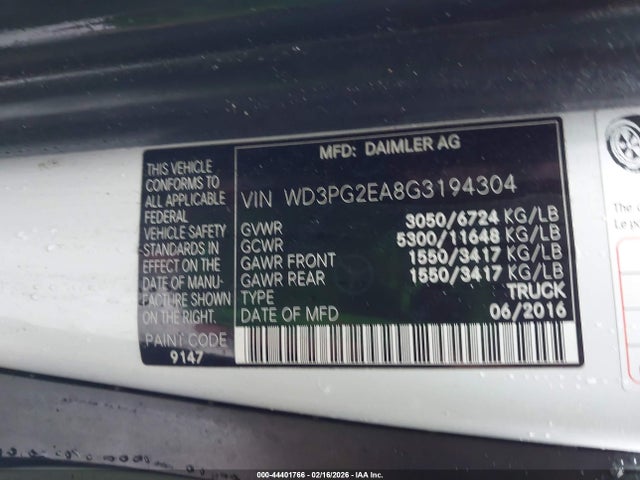 MFD: DAIMLER AG
THIS VEHICLE
CONFORMS TO
ALL APPLICABLE
FEDERAL
VEHICLE SAFETY
STANDARDS IN
EFFECT ON THE
DATE OF MANU-
FACTURE SHOWN
ON THE RIGHT.
PAINT CODE
9147
VIN WD3PG2EA8G3194304
GVWR 3050/6724 KG/LB
GCWR 5300/11648 KG/LB
GAWR FRONT 1550/3417 KG/LB
GAWR REAR 1550/3417 KG/LB
TYPE TRUCK
DATE OF MFD 06/2016
000-44401766 - 02/16/2026 - IAA Inc.